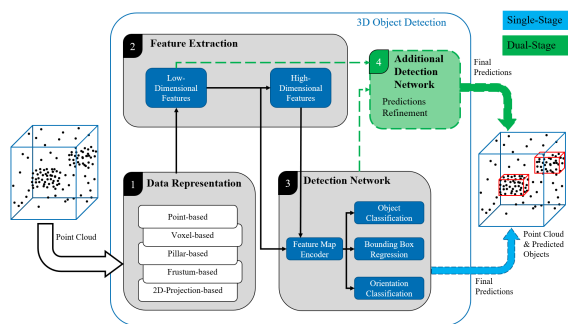 Single-Stage
Dual-Stage
3D Object Detection
2
Feature Extraction
Low-
Dimensional
Features
High-
Dimensional
Features
4
Additional
Detection
Network
Predictions
Refinement
Final
Predictions
1
Data Representation
Point-based
Voxel-based
Pillar-based
Frustum-based
2D-Projection-based
Point Cloud
3
Detection Network
Feature Map
Encoder
Object
Classification
Bounding Box
Regression
Orientation
Classification
Point Cloud
& Predicted
Objects
Final
Predictions